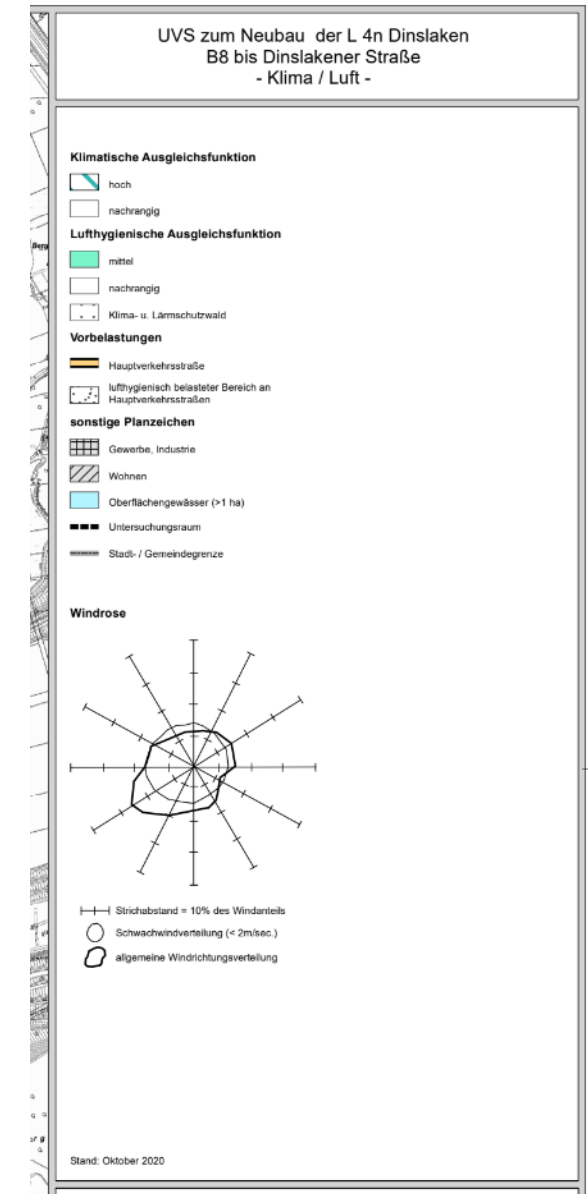 UVS zum Neubau der L 4n Dinslaken
B8 bis Dinslakener Straße
- Klima / Luft -
Klimatische Ausgleichsfunktion
hoch
nachrangig
Lufthygienische Ausgleichsfunktion
mittel
nachrangig
Klima- u. Lärmschutzwald
Vorbelastungen
Hauptverkehrsstraße
lufthygienisch belasteter Bereich an
Hauptverkehrsstraßen
sonstige Planzeichen
Gewerbe, Industrie
Wohnen
Oberflächengewässer (>1 ha)
Untersuchungsraum
Stadt- / Gemeindegrenze
Windrose
Strichabstand = 10% des Windanteils
Schwachwindverteilung (< 2m/sec.)
allgemeine Windrichtungsverteilung
Stand: Oktober 2020